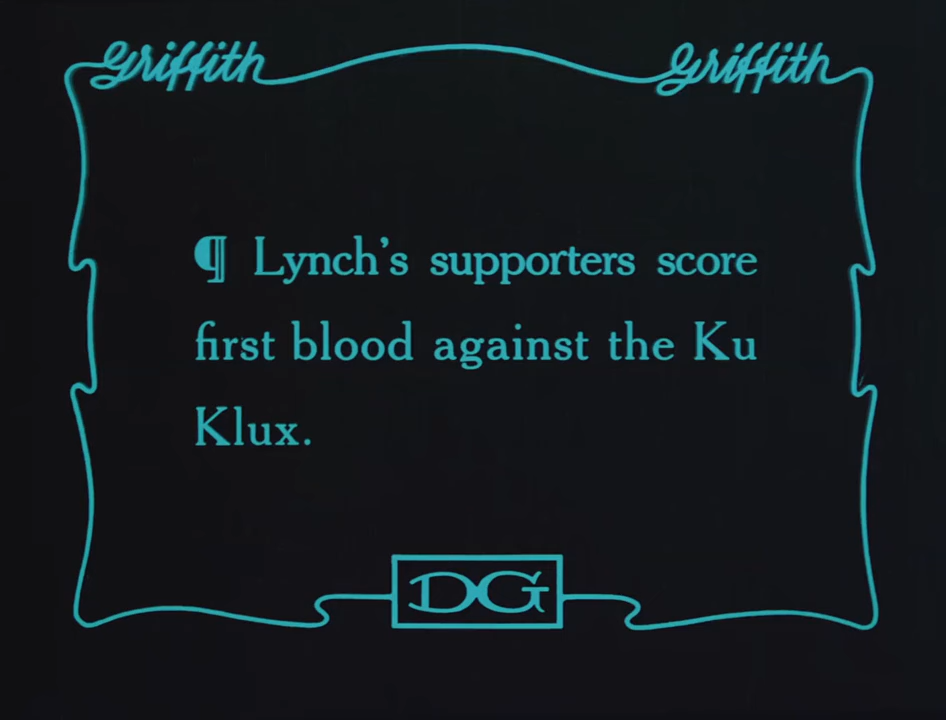 Griffith Griffith
¶ Lynch's supporters score
first blood against the Ku
Klux.
DG